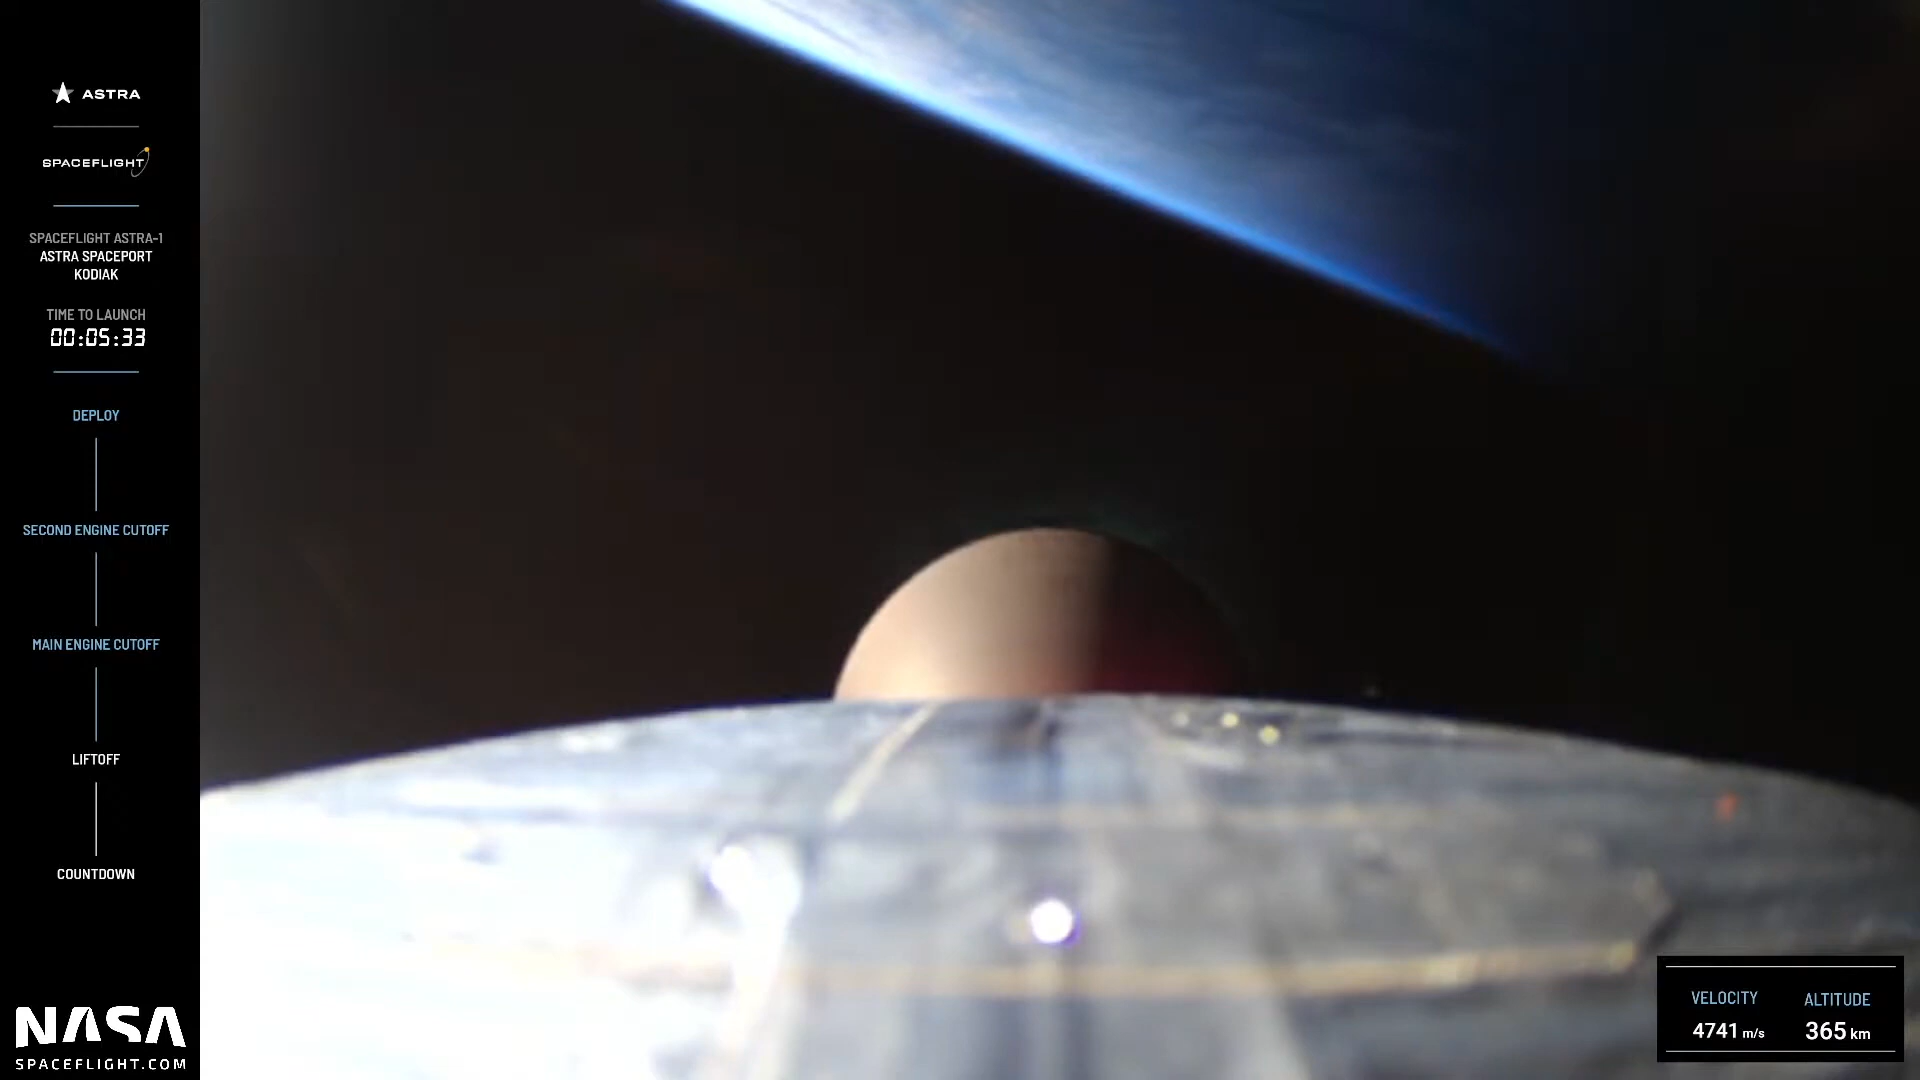 ASTRA
SPACEFLIGHT
SPACEFLIGHT ASTRA-1
ASTRA SPACEPORT
KODIAK
TIME TO LAUNCH
00:05:33
DEPLOY
SECOND ENGINE CUTOFF
MAIN ENGINE CUTOFF
LIFTOFF
COUNTDOWN
NASA
SPACEFLIGHT.COM
VELOCITY
4741 m/s
ALTITUDE
365 km